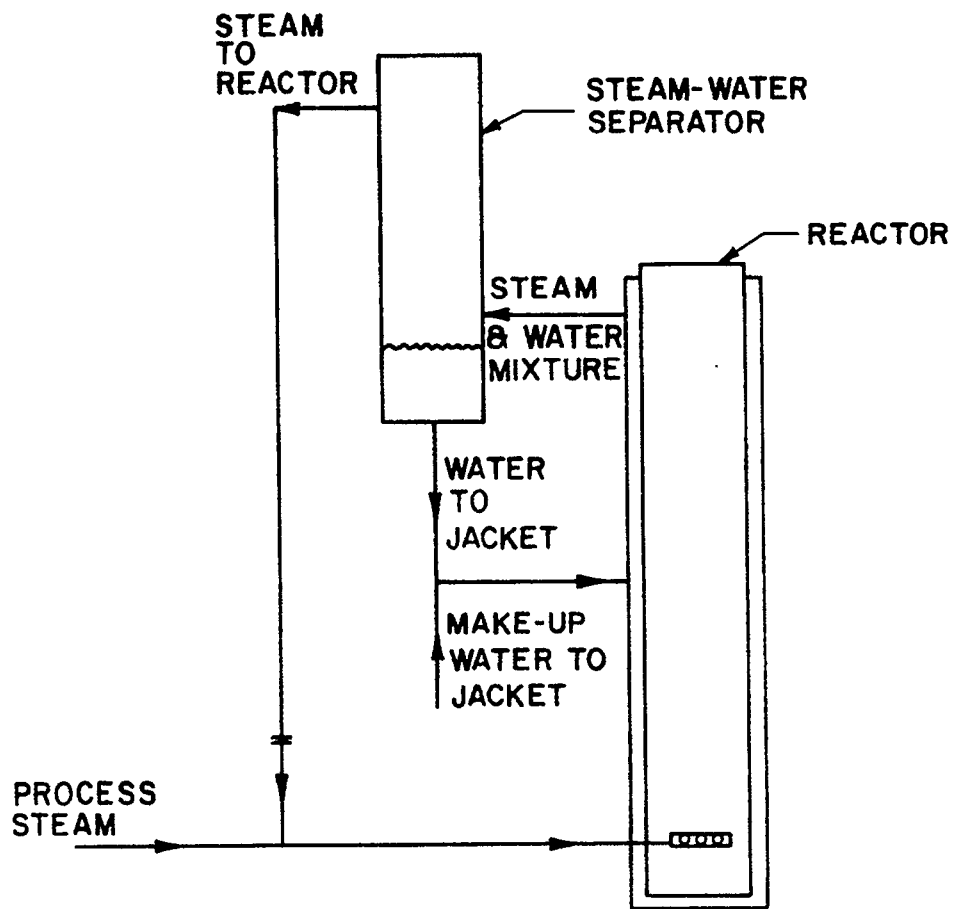 STEAM
TO
REACTOR
STEAM-WATER
SEPARATOR
REACTOR
STEAM
& WATER
MIXTURE
WATER
TO
JACKET
MAKE-UP
WATER TO
JACKET
PROCESS
STEAM